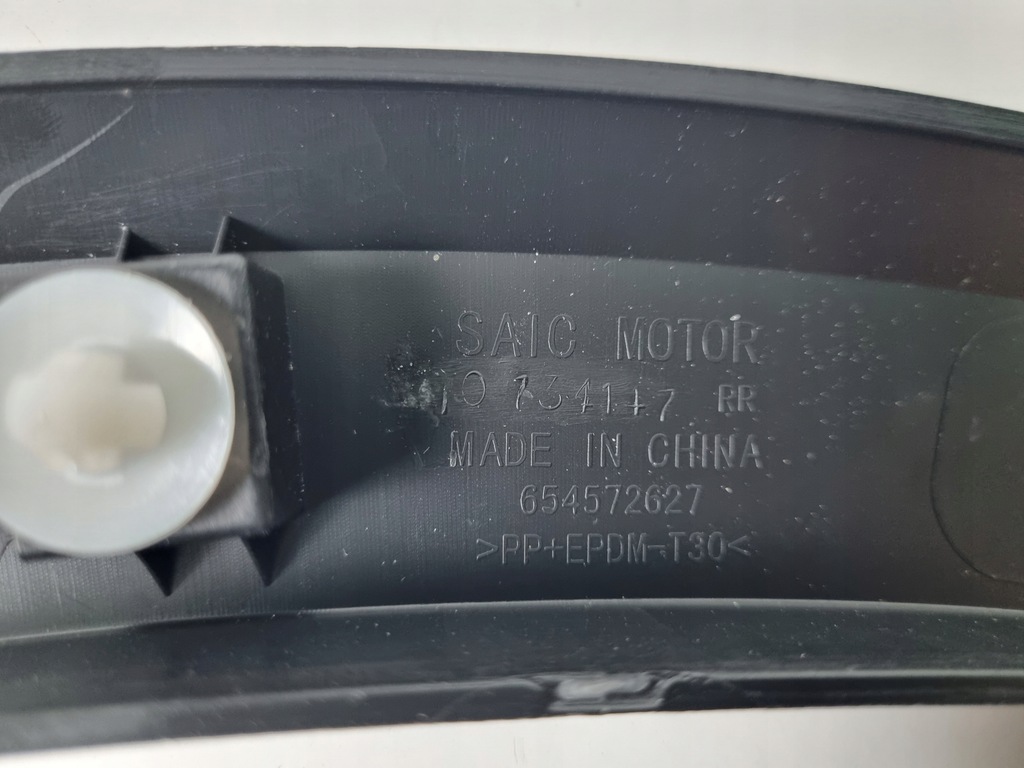 SAIC MOTOR
RR
MADE IN CHINA
654572627
>PP+EPDM-T30<